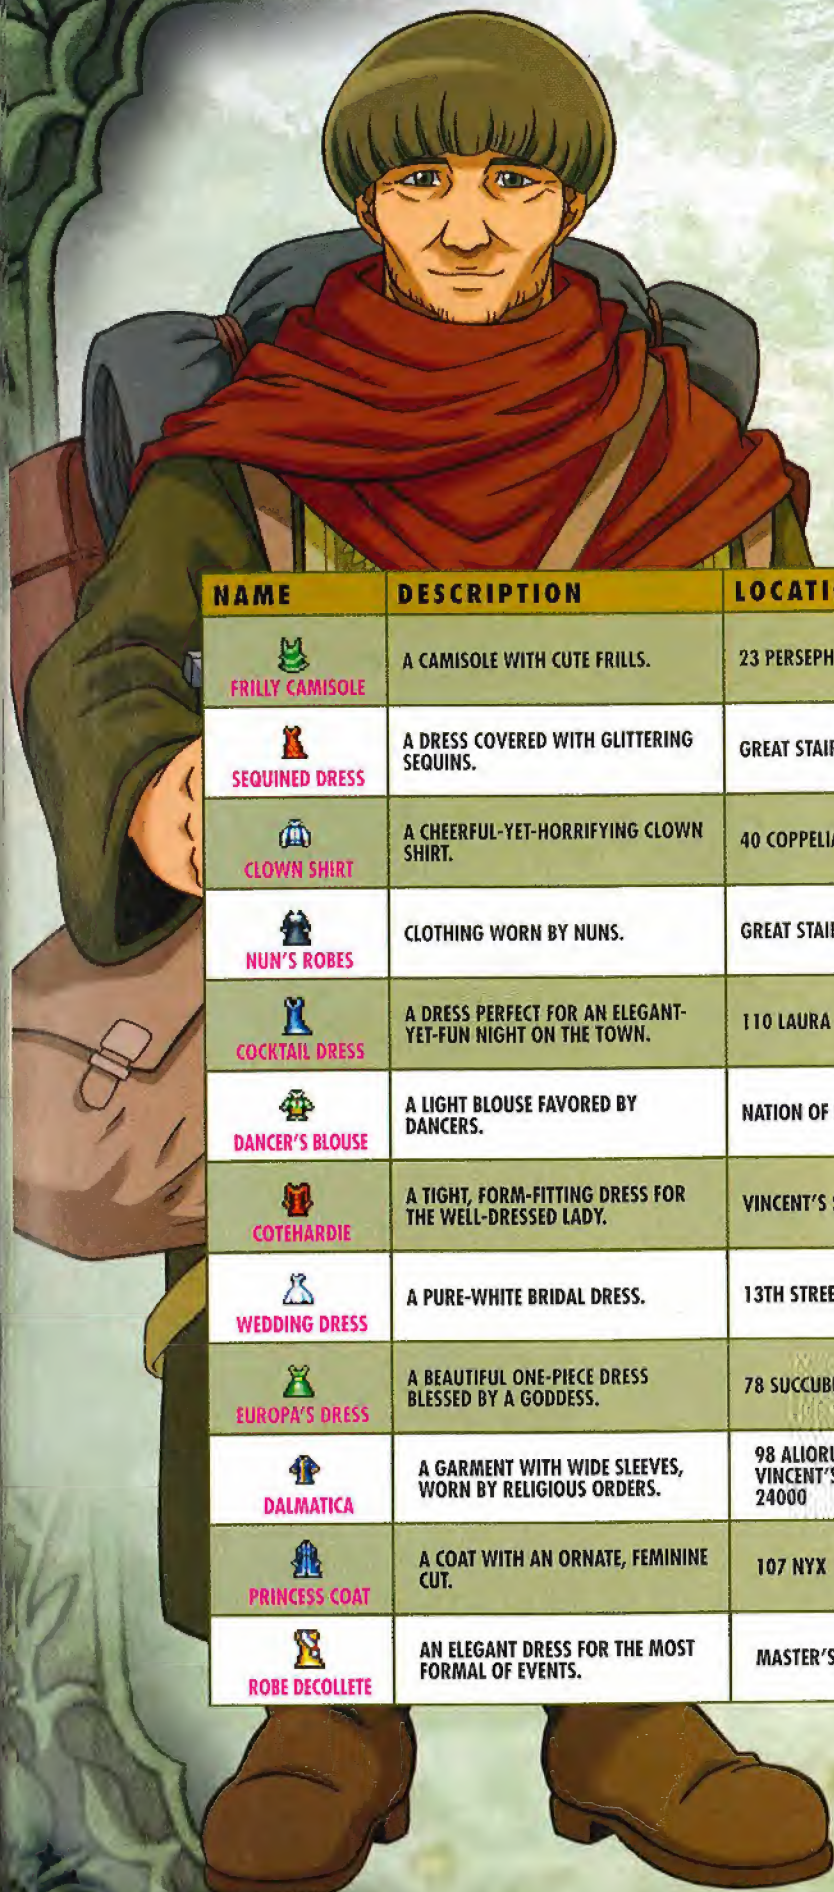 NAME DESCRIPTION LOCATI
FRILLY CAMISOLE A CAMISOLE WITH CUTE FRILLS. 23 PERSEPH
SEQUINED DRESS A DRESS COVERED WITH GLITTERING
SEQUINS. GREAT STAIR
CLOWN SHIRT A CHEERFUL-YET-HORRIFYING CLOWN
SHIRT. 40 COPPELIA
NUN'S ROBES CLOTHING WORN BY NUNS. GREAT STAIR
COCKTAIL DRESS A DRESS PERFECT FOR AN ELEGANT-
YET-FUN NIGHT ON THE TOWN. 110 LAURA
DANCER'S BLOUSE A LIGHT BLOUSE FAVORED BY
DANCERS. NATION OF
COTEHARDIE A TIGHT, FORM-FITTING DRESS FOR
THE WELL-DRESSED LADY. VINCENT'S
WEDDING DRESS A PURE-WHITE BRIDAL DRESS. 13TH STREE
EUROPA'S DRESS A BEAUTIFUL ONE-PIECE DRESS
BLESSED BY A GODDESS. 78 SUCCUB
DALMATICA A GARMENT WITH WIDE SLEEVES,
WORN BY RELIGIOUS ORDERS. 98 ALIORU
VINCENT'S
24000
PRINCESS COAT A COAT WITH AN ORNATE, FEMININE
CUT. 107 NYX
ROBE DECOLLETE AN ELEGANT DRESS FOR THE MOST
FORMAL OF EVENTS. MASTER'S